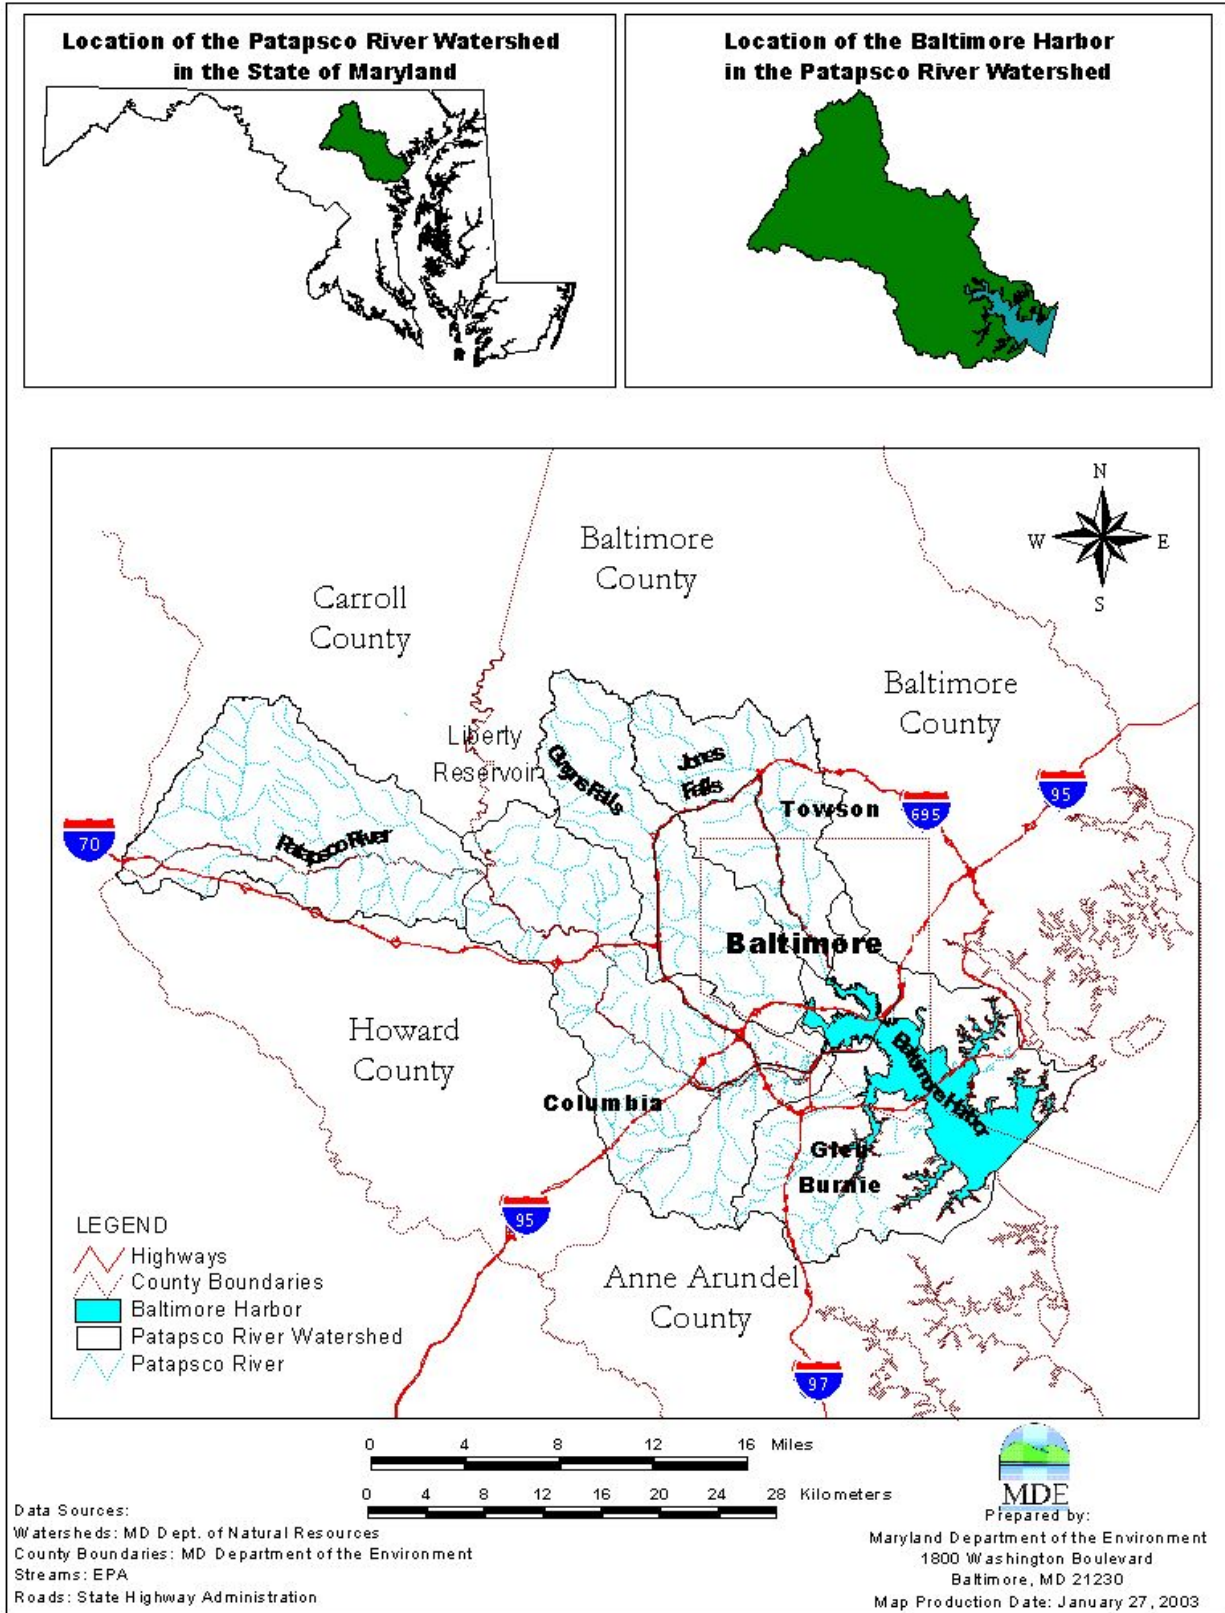 Location of the Patapsco River Watershed
in the State of Maryland
Location of the Baltimore Harbor
in the Patapsco River Watershed
N
W
E
S
Baltimore
County
Carroll
County
Baltimore
County
Liberty
Reservoir
Gwynns Falls
Jones
Falls
Towson
695
95
70
Patapsco River
Baltimore
Howard
County
Baltimore Harbor
Columbia
Glen
Burnie
95
Anne Arundel
County
97
LEGEND
Highways
County Boundaries
Baltimore Harbor
Patapsco River Watershed
Patapsco River
0 4 8 12 16 Miles
0 4 8 12 16 20 24 28 Kilometers
Data Sources:
Watersheds: MD Dept. of Natural Resources
County Boundaries: MD Department of the Environment
Streams: EPA
Roads: State Highway Administration
MDE
Prepared by:
Maryland Department of the Environment
1800 Washington Boulevard
Baltimore, MD 21230
Map Production Date: January 27, 2003